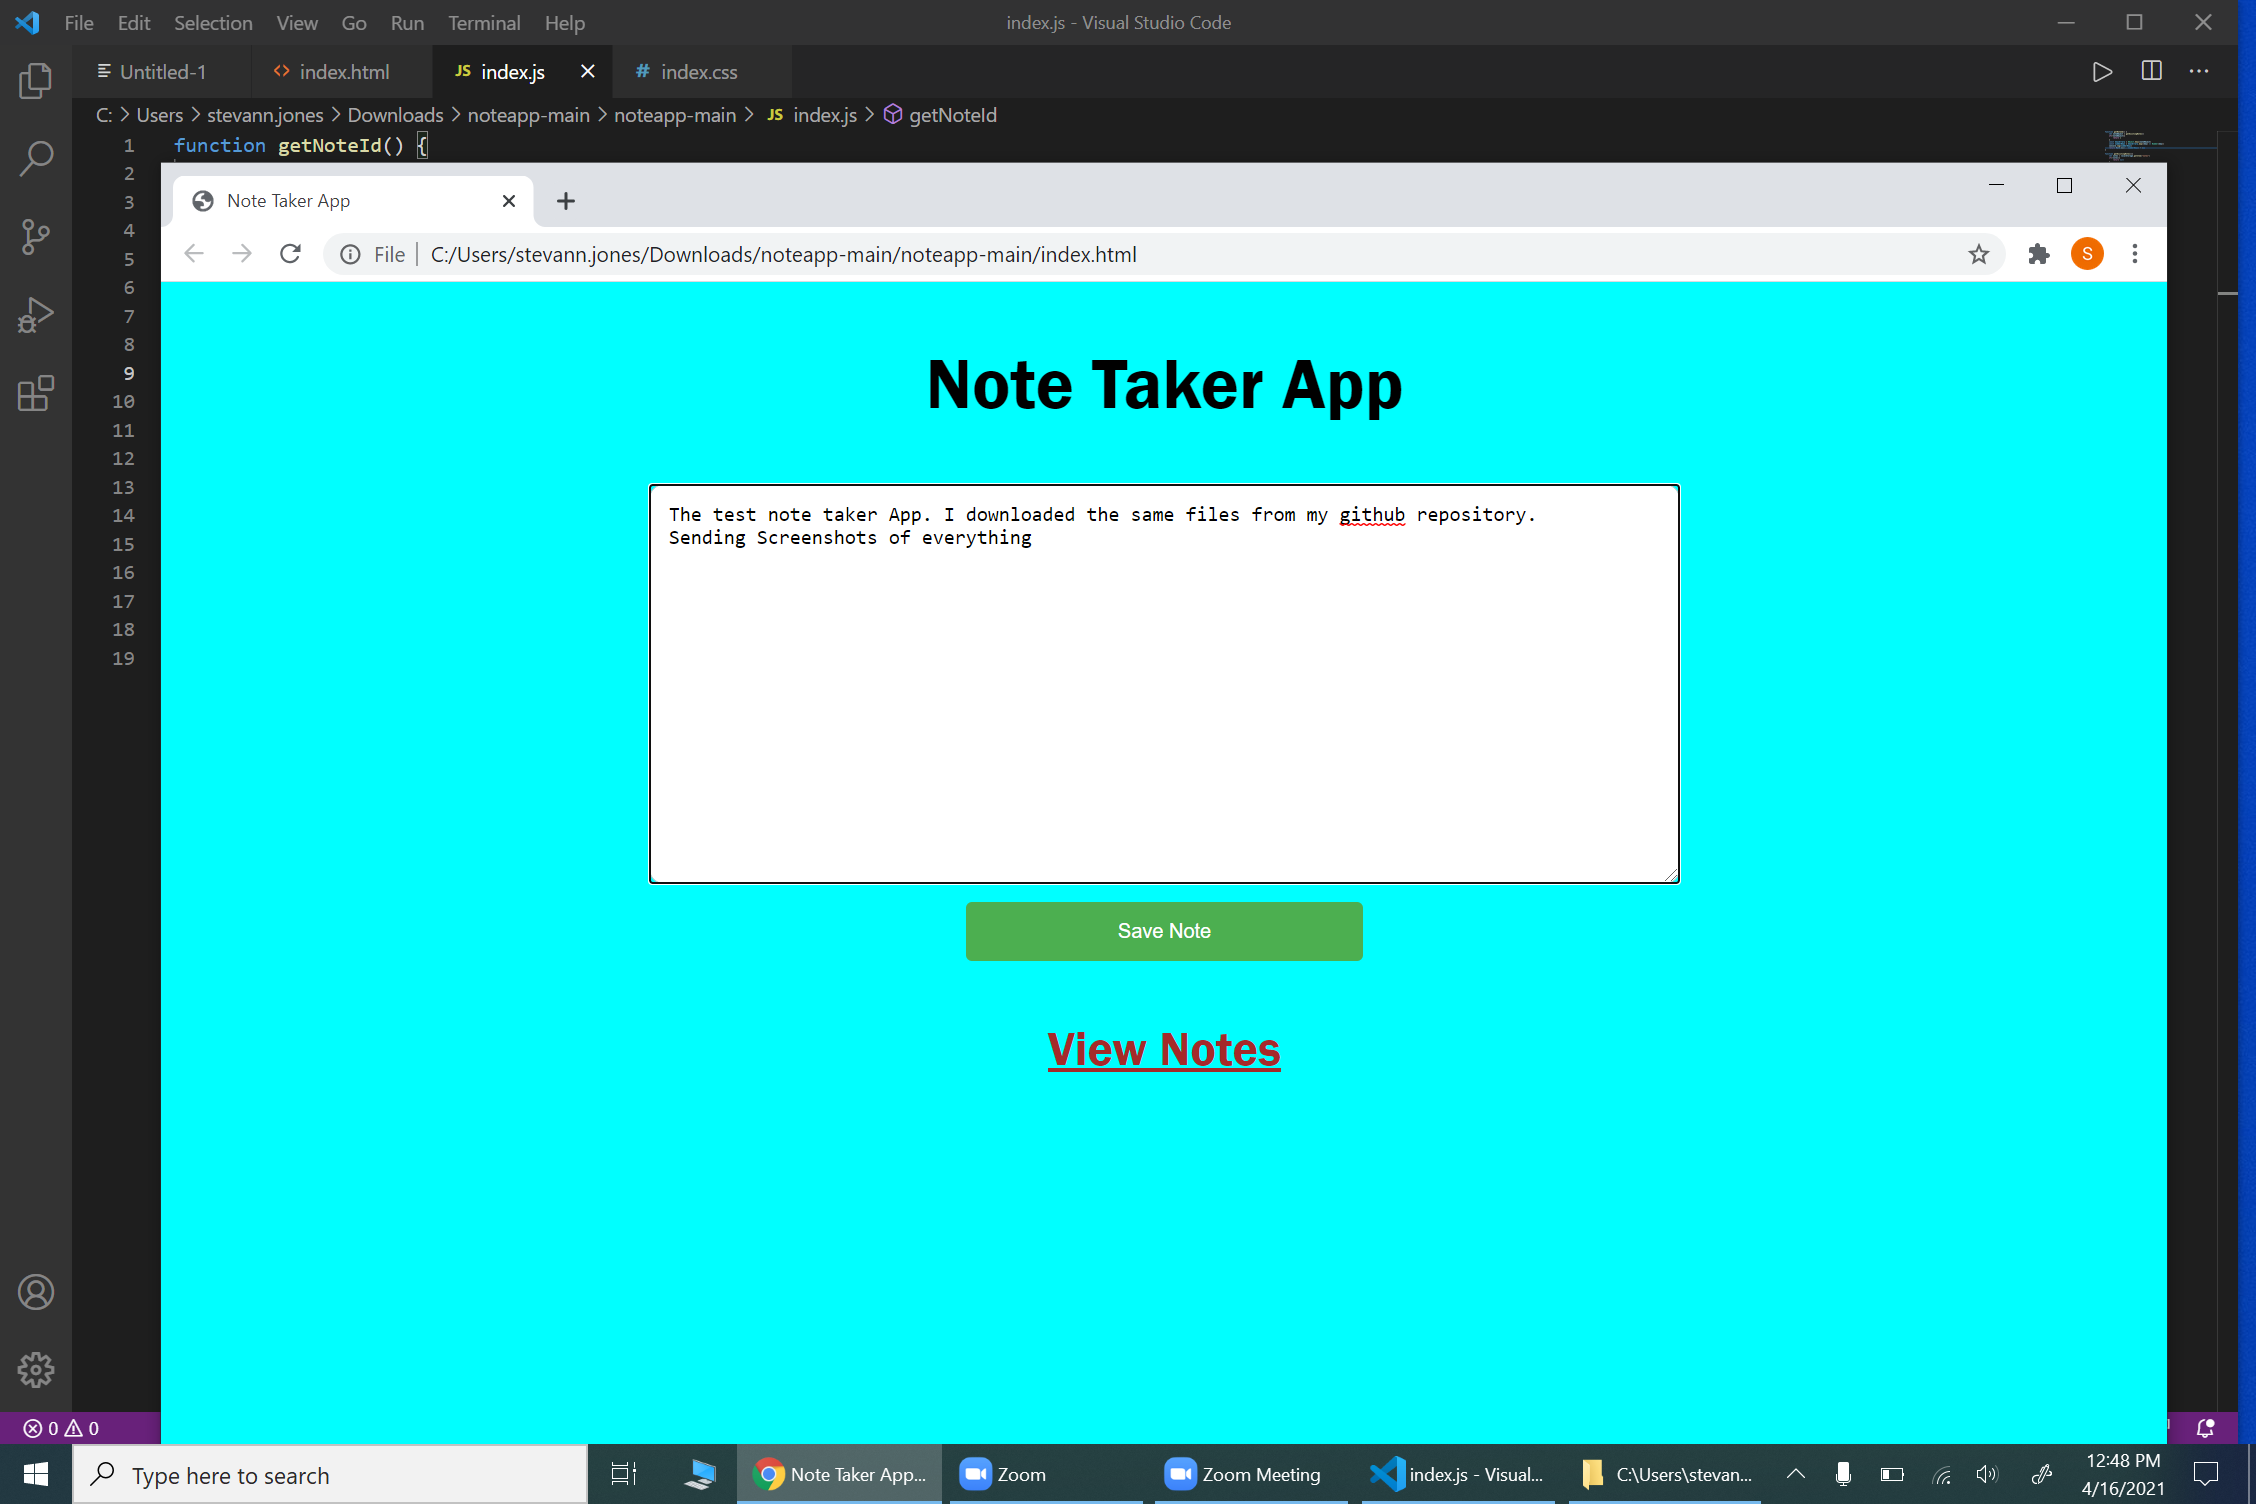 File Edit Selection View Go Run Terminal Help
index.js - Visual Studio Code
Untitled-1
<> index.html
JS index.js
# index.css
C: > Users > stevann.jones > Downloads > noteapp-main > noteapp-main > JS index.js > getNoteId
1 function getNoteId() {
2
3
4
5
6
7
8
9
10
11
12
13
14
15
16
17
18
19
Note Taker App
File | C:/Users/stevann.jones/Downloads/noteapp-main/noteapp-main/index.html
S
Note Taker App
The test note taker App. I downloaded the same files from my github repository.
Sending Screenshots of everything
Save Note
View Notes
0 0
Type here to search
Note Taker App...
Zoom
Zoom Meeting
index.js - Visual...
C:\Users\stevan...
12:48 PM
4/16/2021